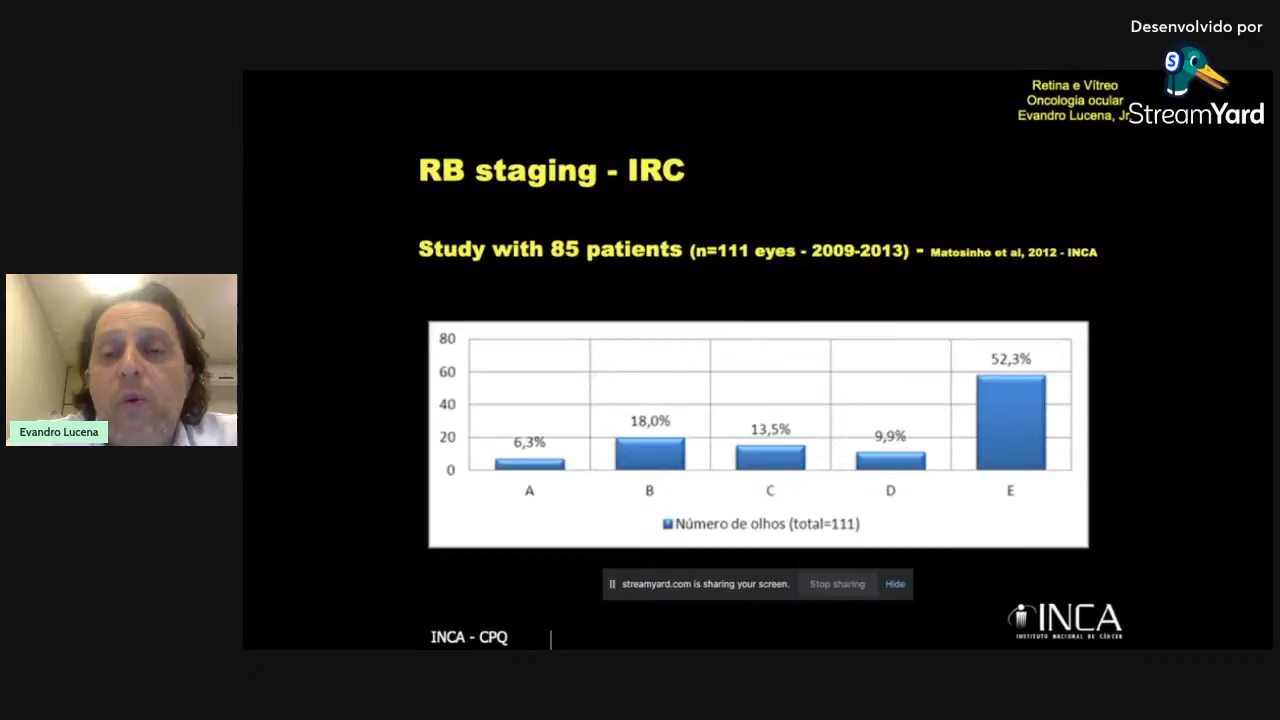 Desenvolvido por
StreamYard
Retina e Vítreo
Oncologia ocular
Evandro Lucena, Jr
RB staging - IRC
Study with 85 patients (n=111 eyes - 2009-2013) - Matosinho et al, 2012 - INCA
80
60
40
20
0
6,3%
18,0%
13,5%
9,9%
52,3%
A
B
C
D
E
Número de olhos (total=111)
Evandro Lucena
streamyard.com is sharing your screen. Stop sharing Hide
INCA - CPQ
INCA
INSTITUTO NACIONAL DE CÂNCER